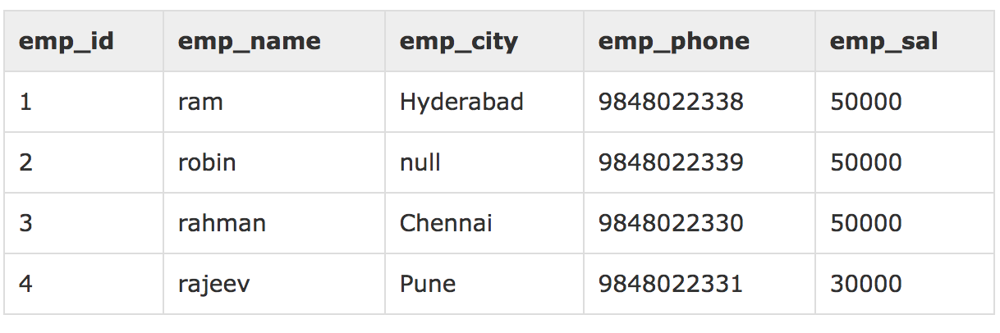 emp_id emp_name emp_city emp_phone emp_sal
1 ram Hyderabad 9848022338 50000
2 robin null 9848022339 50000
3 rahman Chennai 9848022330 50000
4 rajeev Pune 9848022331 30000